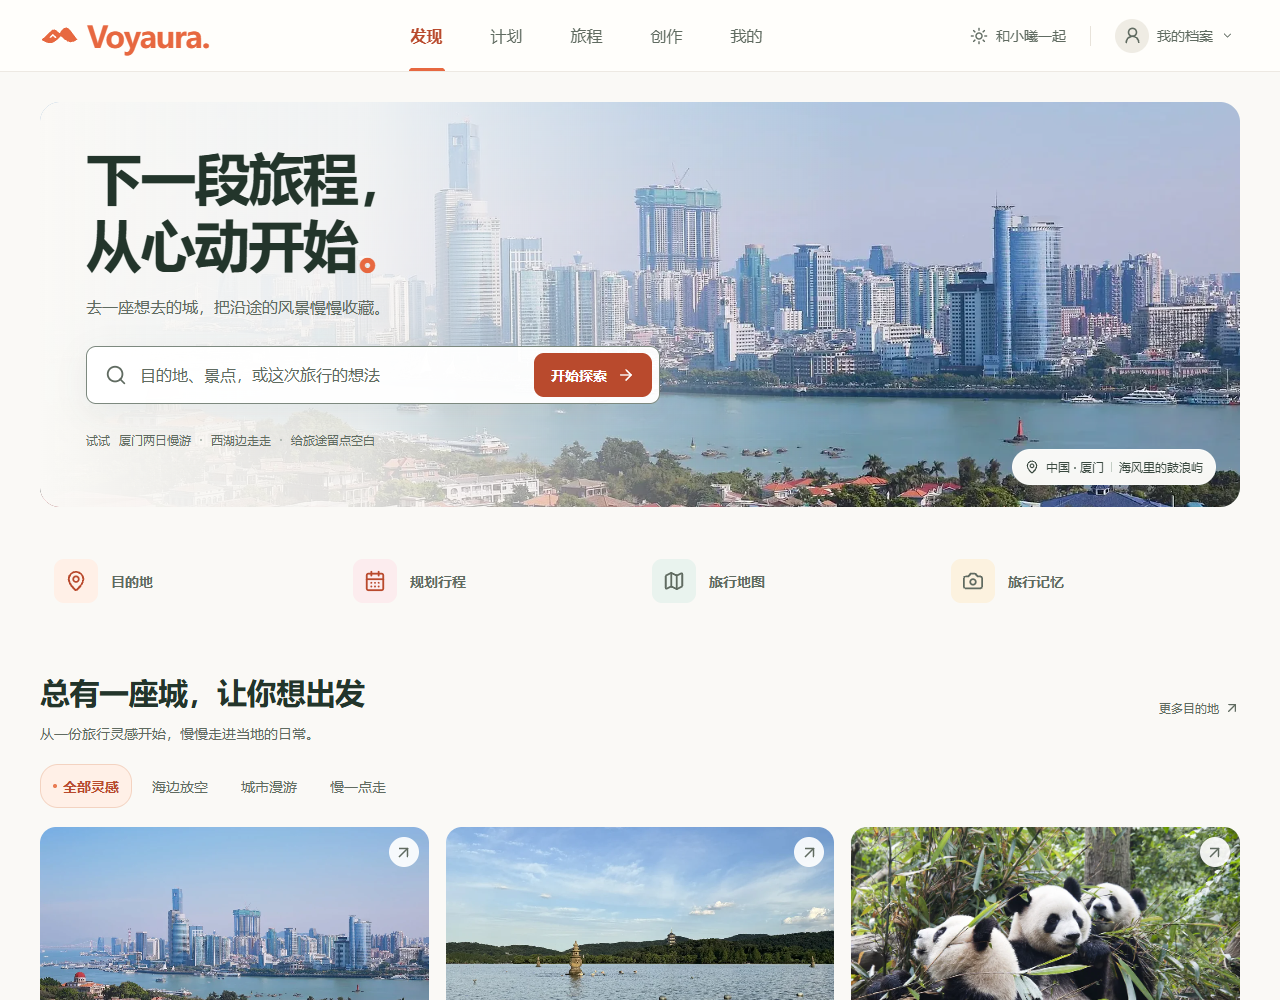 Voyaura.
发现
计划
旅程
创作
我的
和小曦一起
我的档案
下一段旅程，
从心动开始。
去一座想去的城，把沿途的风景慢慢收藏。
目的地、景点，或这次旅行的想法
开始探索
试试 厦门两日慢游 · 西湖边走走 · 给旅途留点空白
中国 · 厦门 | 海风里的鼓浪屿
目的地
规划行程
旅行地图
旅行记忆
总有一座城，让你想出发
更多目的地
从一份旅行灵感开始，慢慢走进当地的日常。
全部灵感
海边放空
城市漫游
慢一点走